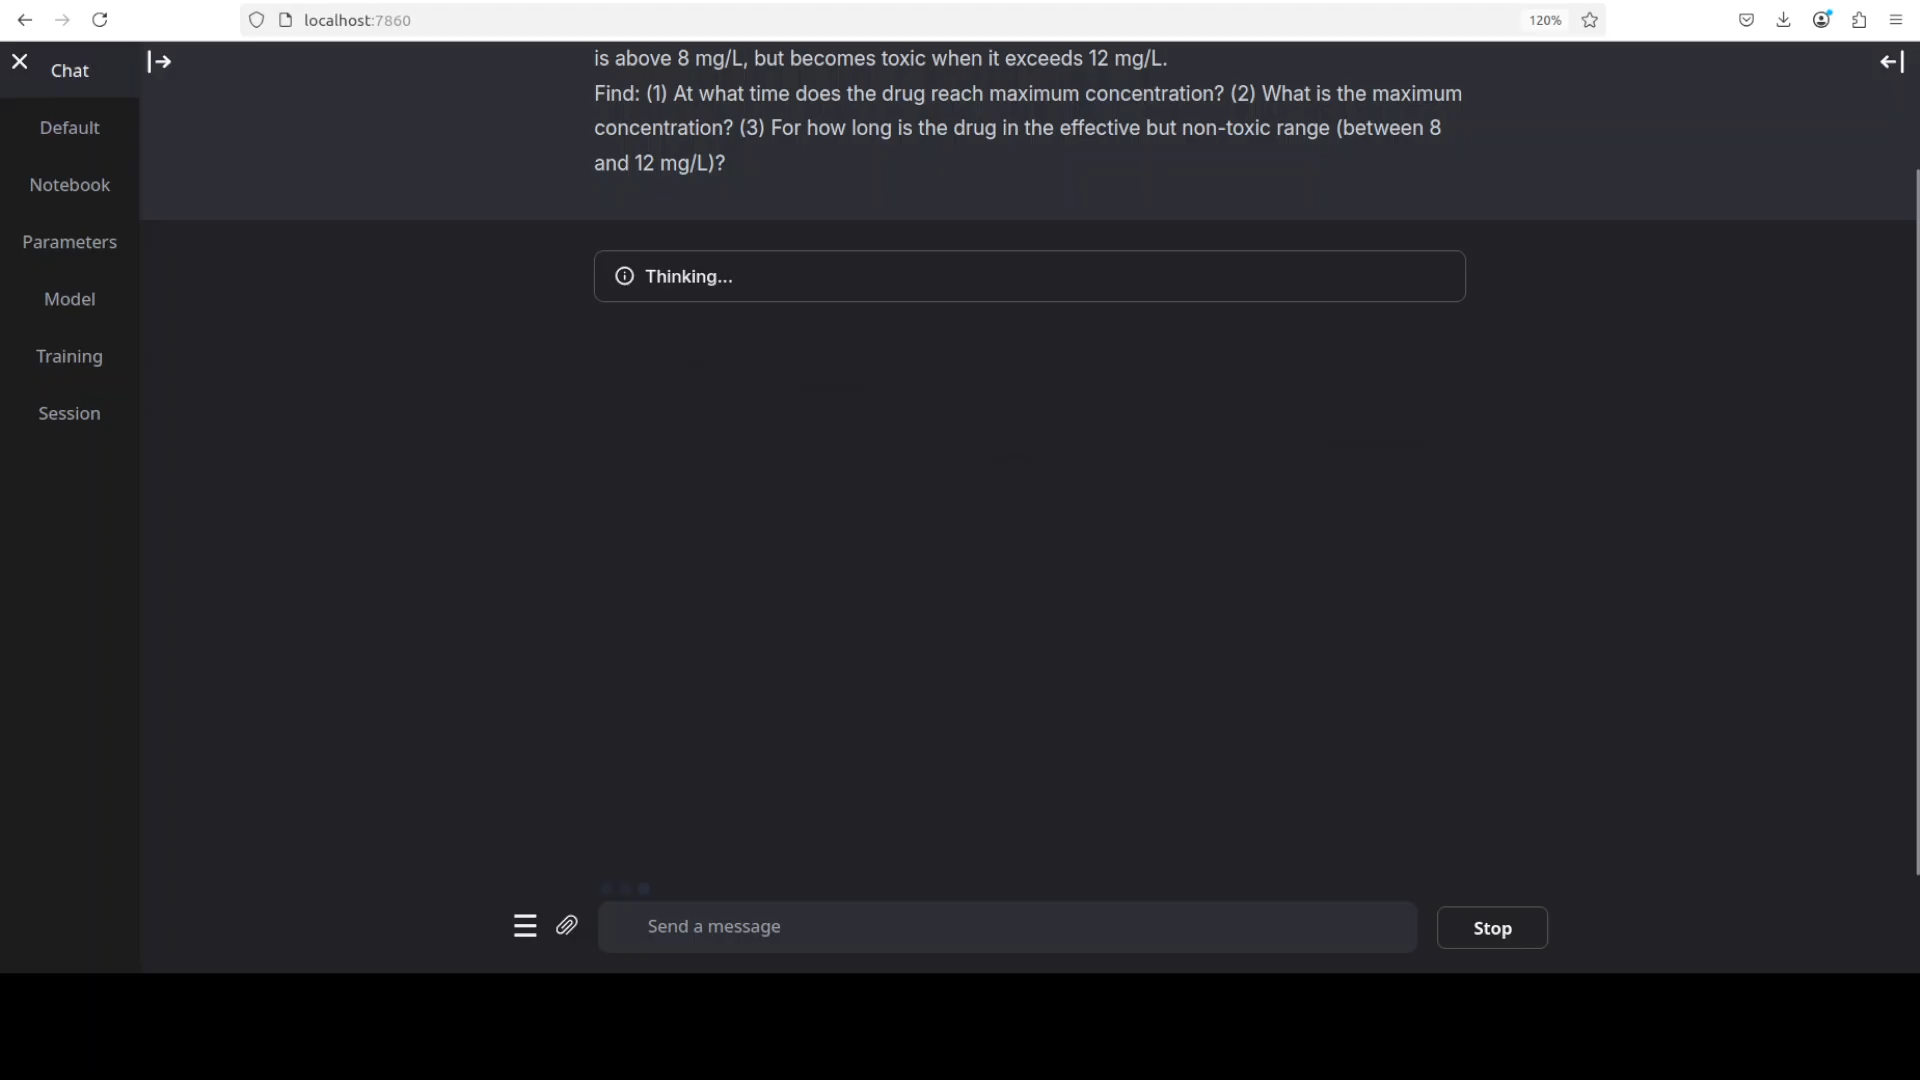 localhost:7860
120%
Chat
Default
Notebook
Parameters
Model
Training
Session
is above 8 mg/L, but becomes toxic when it exceeds 12 mg/L.
Find: (1) At what time does the drug reach maximum concentration? (2) What is the maximum
concentration? (3) For how long is the drug in the effective but non-toxic range (between 8
and 12 mg/L)?
Thinking...
Send a message
Stop